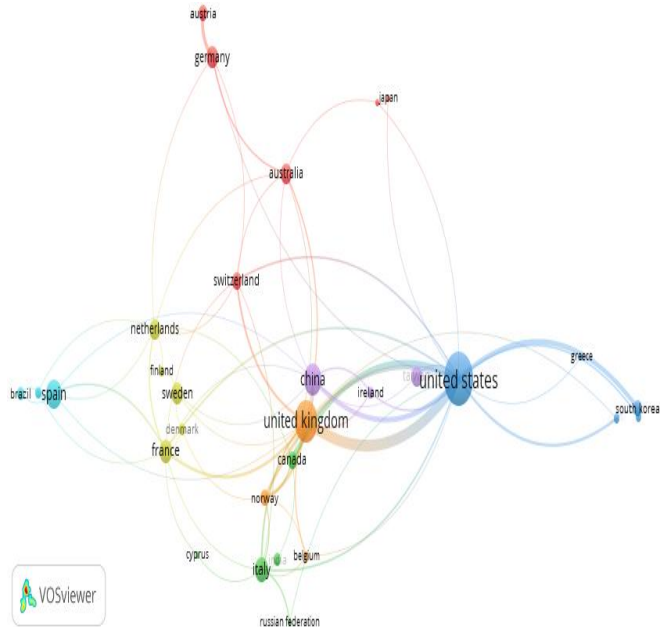 austria
germany
japan
australia
switzerland
netherlands
greece
finland
china
united states
brazil
spain
sweden
ireland
south korea
united kingdom
denmark
france
canada
norway
cyprus
belgium
italy
russian federation
VOSviewer